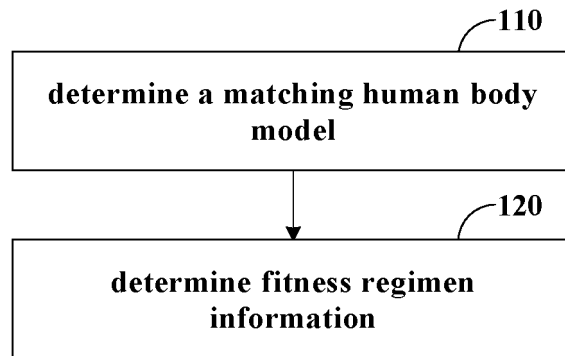 110
determine a matching human body
model
120
determine fitness regimen
information